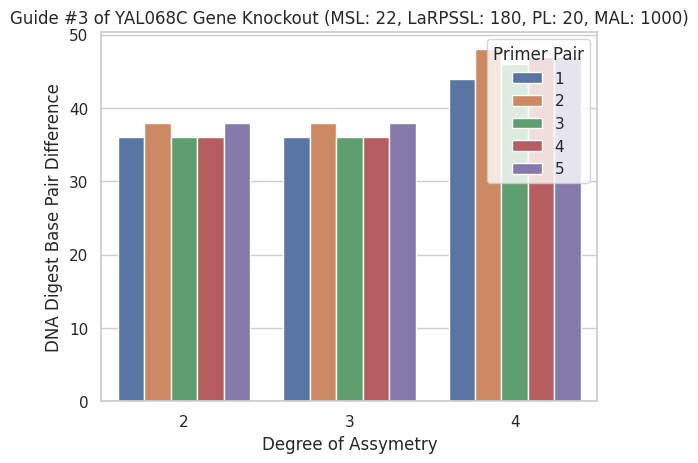 Guide #3 of YAL068C Gene Knockout (MSL: 22, LaRPSSL: 180, PL: 20, MAL: 1000)
DNA Digest Base Pair Difference
50
40
30
20
10
0
Primer Pair
1
2
3
4
5
2 3 4
Degree of Assymetry